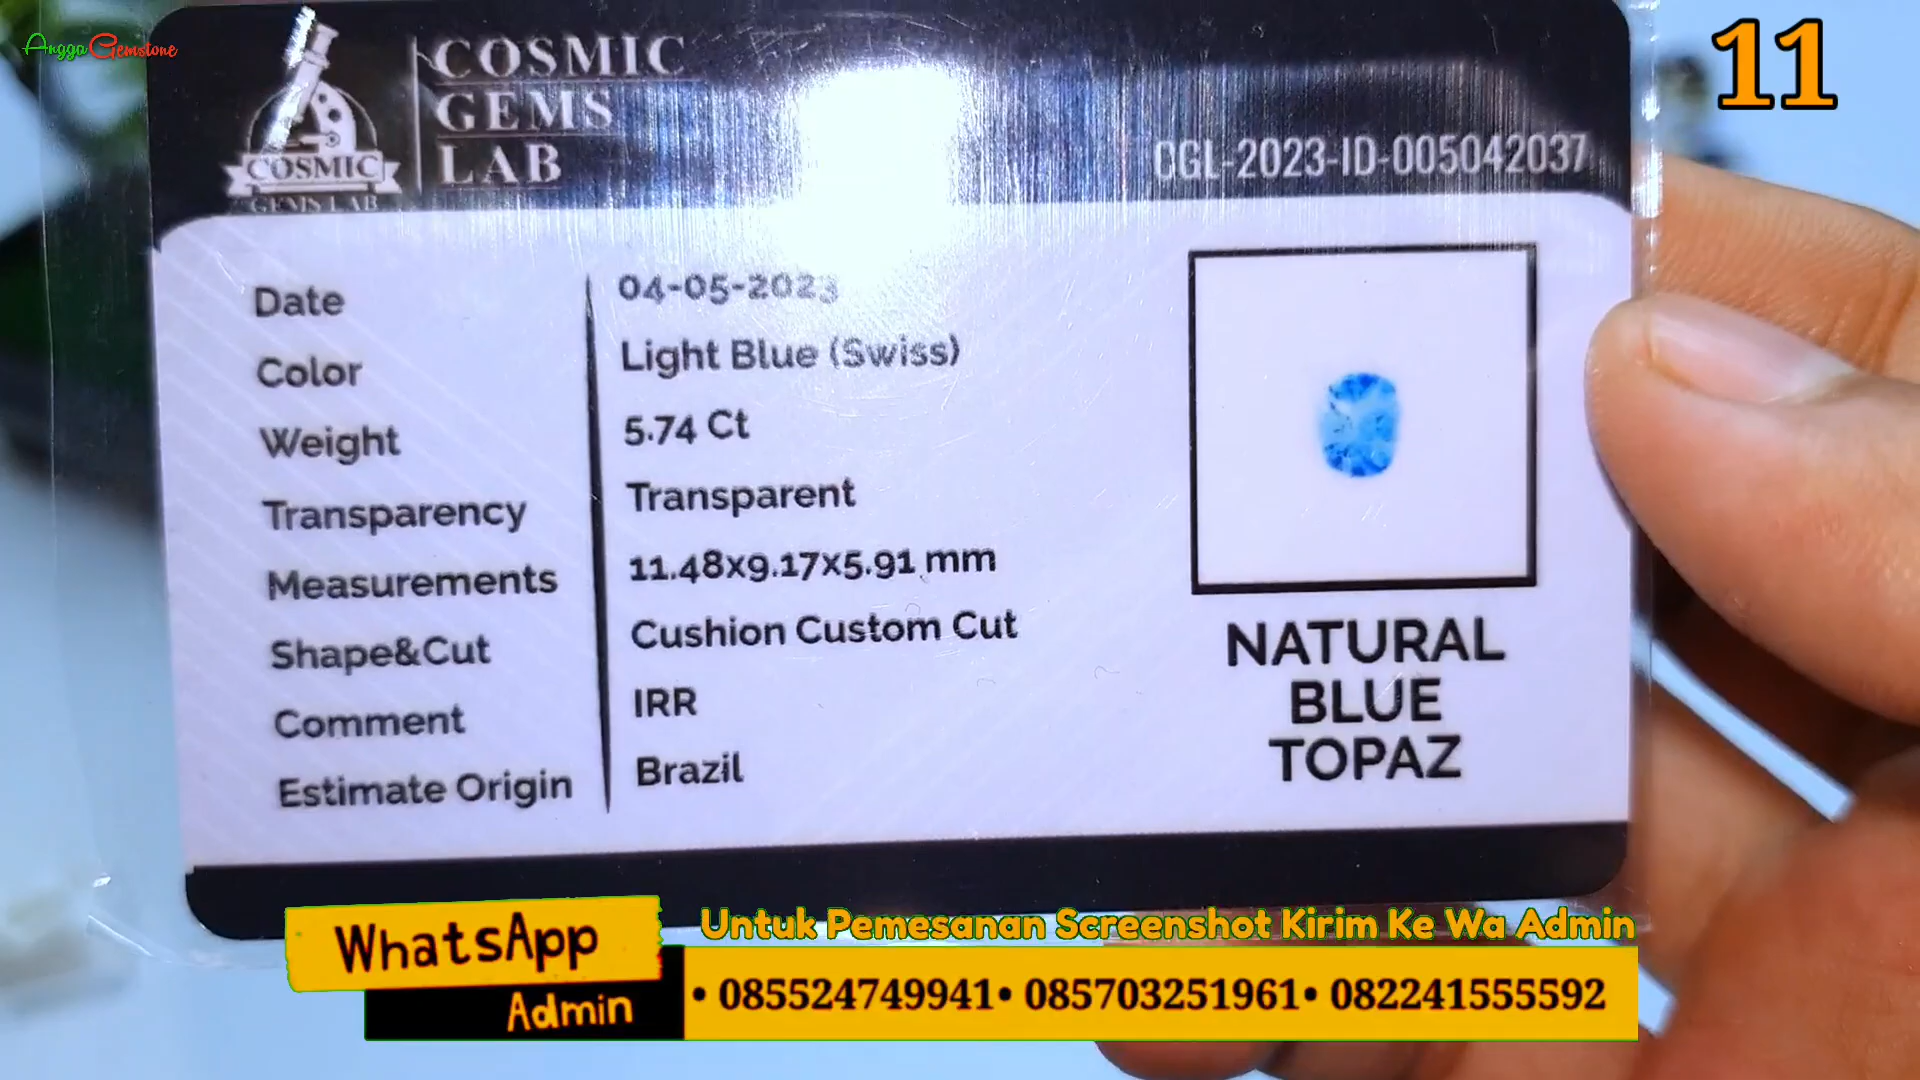 Angga Gemstone
11
COSMIC
GEMS
LAB
COSMIC
GEMS LAB
CGL-2023-ID-005042037
Date 04-05-2023
Color Light Blue (Swiss)
Weight 5.74 Ct
Transparency Transparent
Measurements 11.48x9.17x5.91 mm
Shape&Cut Cushion Custom Cut
Comment IRR
Estimate Origin Brazil
NATURAL
BLUE
TOPAZ
WhatsApp
Admin
Untuk Pemesanan Screenshot Kirim Ke Wa Admin
• 085524749941• 085703251961• 082241555592